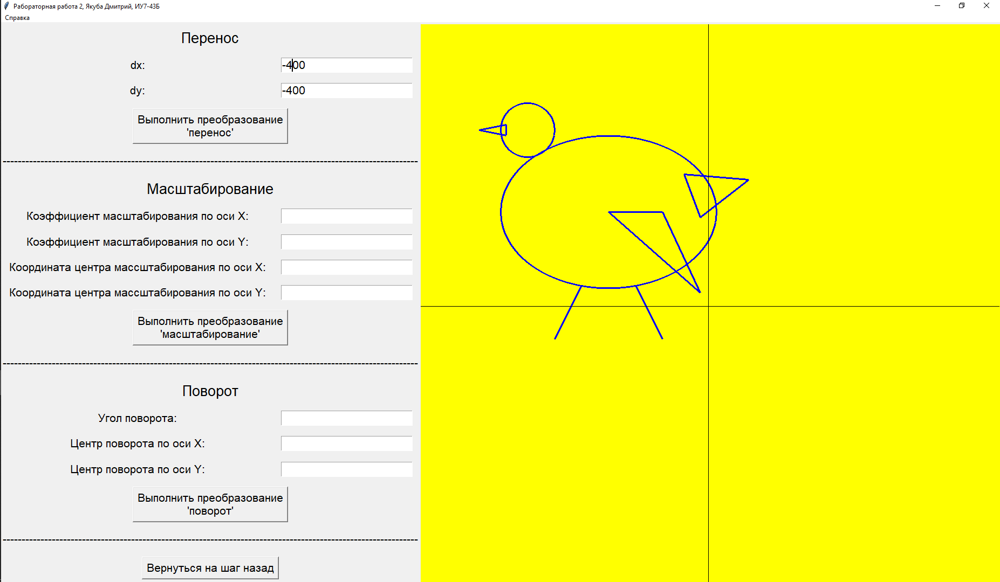 Рабораторная работа 2, Якуба Дмитрий, ИУ7-43Б
Справка
Перенос
dx:
-400
dy:
-400
Выполнить преобразование
'перенос'
Масштабирование
Коэффициент масштабирования по оси X:
Коэффициент масштабирования по оси Y:
Координата центра массштабирования по оси X:
Координата центра массштабирования по оси Y:
Выполнить преобразование
'масштабирование'
Поворот
Угол поворота:
Центр поворота по оси X:
Центр поворота по оси Y:
Выполнить преобразование
'поворот'
Вернуться на шаг назад